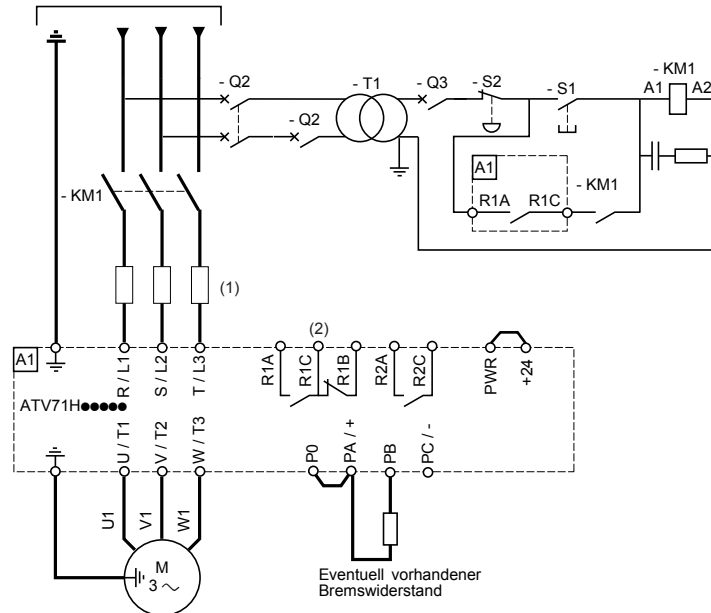 - Q2
- T1
- Q3
- S2
- S1
- KM1
A1
A2
- Q2
A1
- KM1
R1A
R1C
- KM1
(1)
(2)
A1
R / L1
S / L2
T / L3
R1A
R1C
R1B
R2A
R2C
PWR
+24
ATV71H●●●●●
U / T1
V / T2
W / T3
P0
PA / +
PB
PC / -
U1
V1
W1
M
3 ~
Eventuell vorhandener
Bremswiderstand